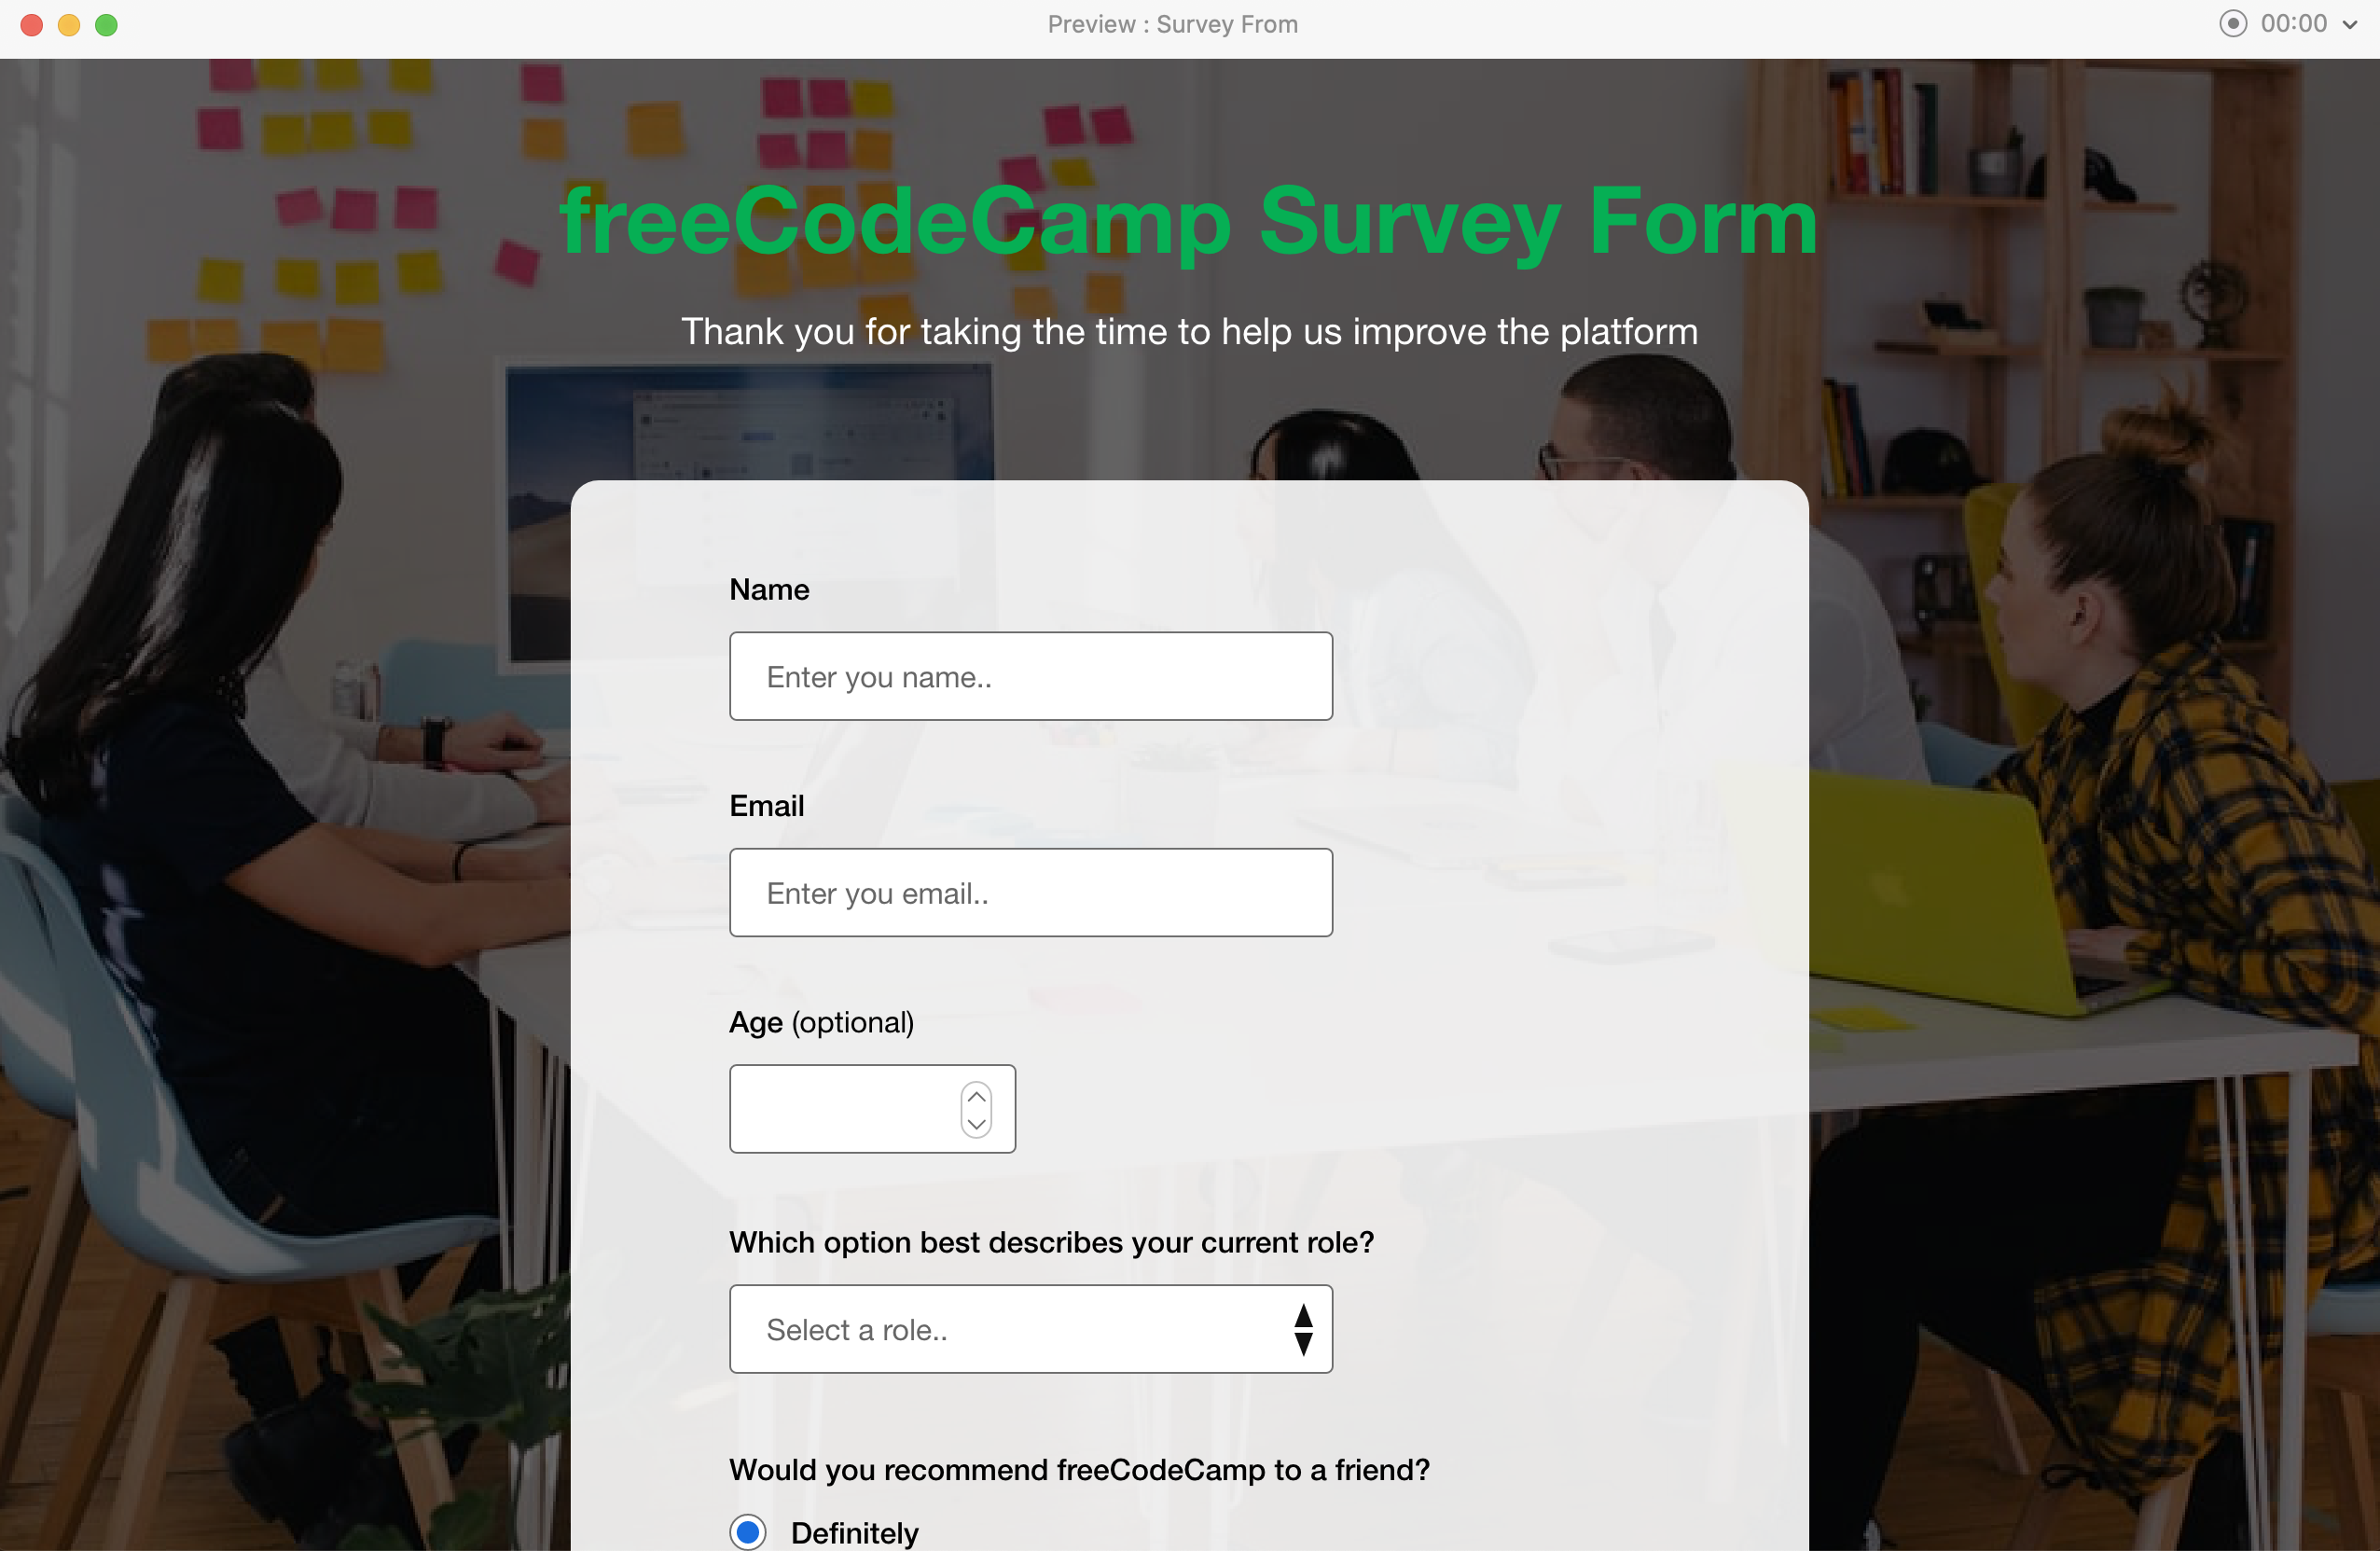 Preview : Survey From
00:00
freeCodeCamp Survey Form
Thank you for taking the time to help us improve the platform
Name
Enter you name..
Email
Enter you email..
Age (optional)
Which option best describes your current role?
Select a role..
Would you recommend freeCodeCamp to a friend?
Definitely